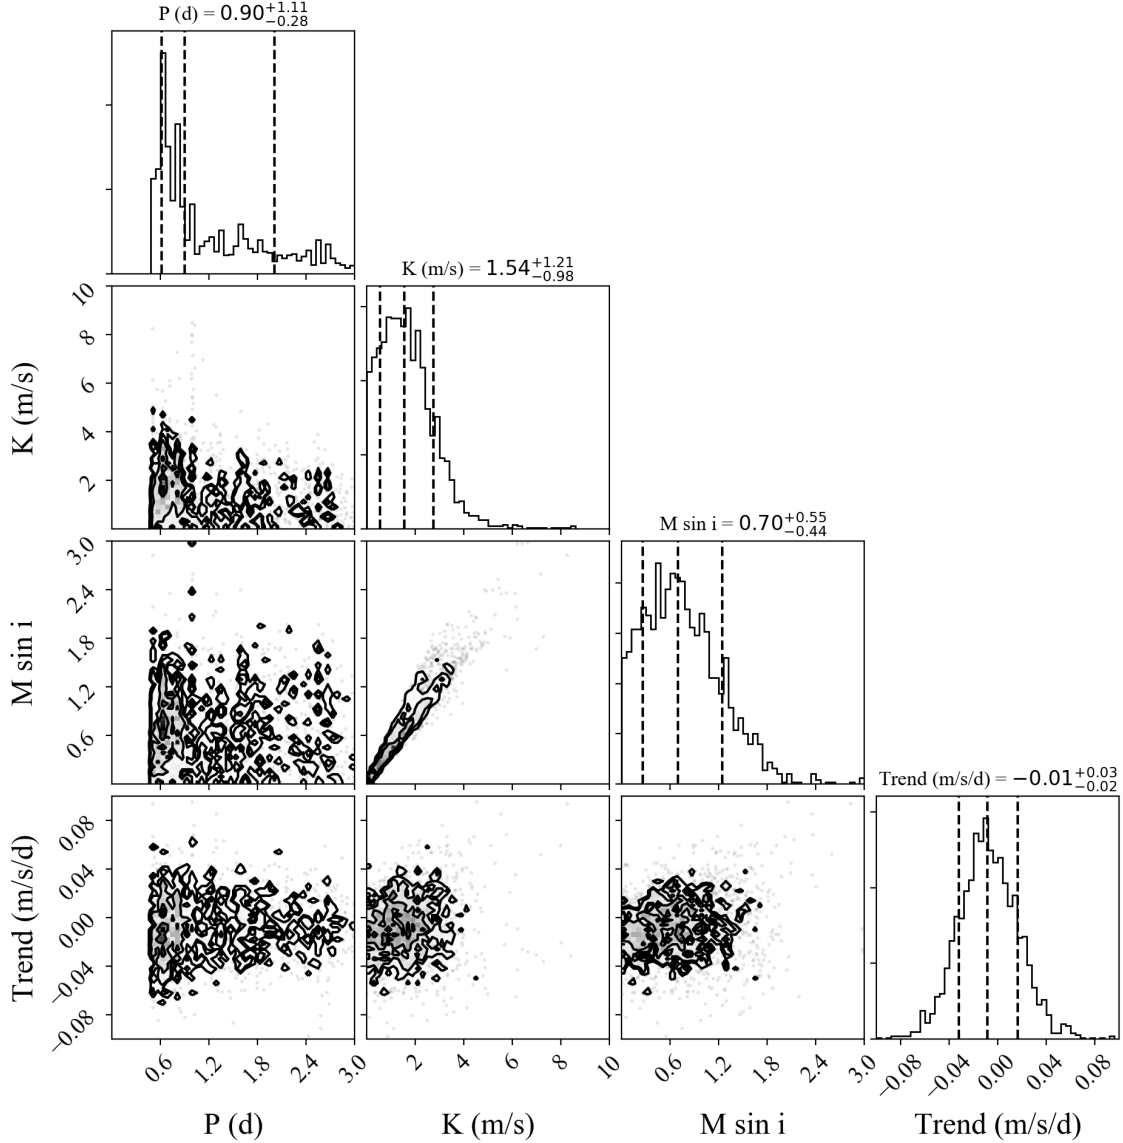 P (d) = 0.90+1.11−0.28
10
8
6
4
2
K (m/s)
K (m/s) = 1.54+1.21−0.98
3.0
2.4
1.8
1.2
0.6
M sin i
M sin i = 0.70+0.55−0.44
0.08
0.04
0.00
−0.04
−0.08
Trend (m/s/d)
Trend (m/s/d) = −0.01+0.03−0.02
0.6 1.2 1.8 2.4 3.0
2 4 6 8 10
0.6 1.2 1.8 2.4 3.0
−0.08 −0.04 0.00 0.04 0.08
P (d) K (m/s) M sin i Trend (m/s/d)